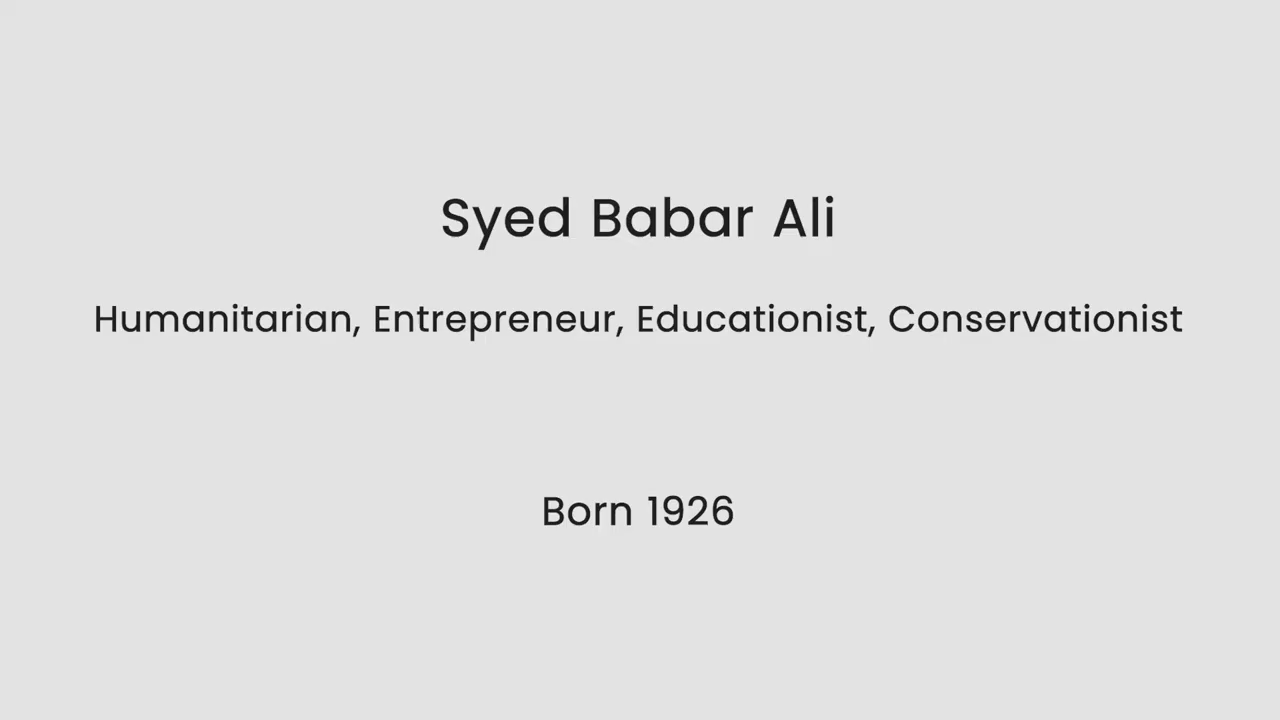 Syed Babar Ali
Humanitarian, Entrepreneur, Educationist, Conservationist
Born 1926